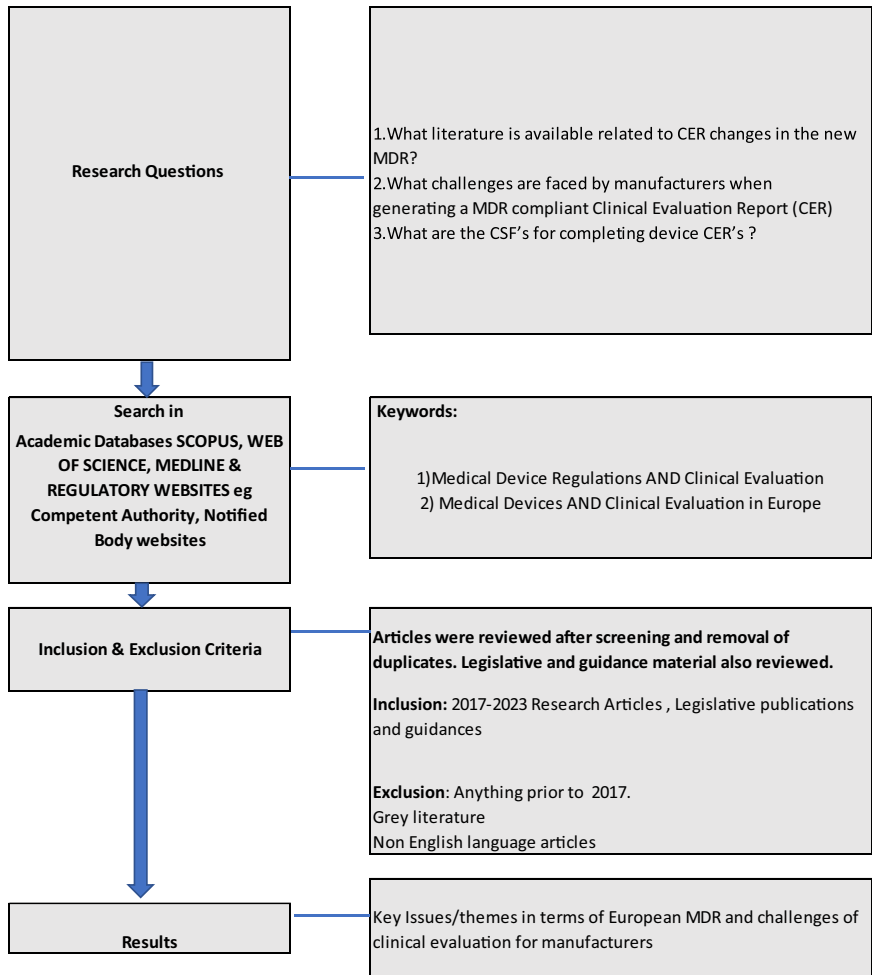 Research Questions
1.What literature is available related to CER changes in the new
MDR?
2.What challenges are faced by manufacturers when
generating a MDR compliant Clinical Evaluation Report (CER)
3.What are the CSF’s for completing device CER’s ?
Search in
Academic Databases SCOPUS, WEB
OF SCIENCE, MEDLINE &
REGULATORY WEBSITES eg
Competent Authority, Notified
Body websites
Keywords:
1)Medical Device Regulations AND Clinical Evaluation
2) Medical Devices AND Clinical Evaluation in Europe
Inclusion & Exclusion Criteria
Articles were reviewed after screening and removal of
duplicates. Legislative and guidance material also reviewed.
Inclusion: 2017-2023 Research Articles , Legislative publications
and guidances
Exclusion: Anything prior to 2017.
Grey literature
Non English language articles
Results
Key Issues/themes in terms of European MDR and challenges of
clinical evaluation for manufacturers